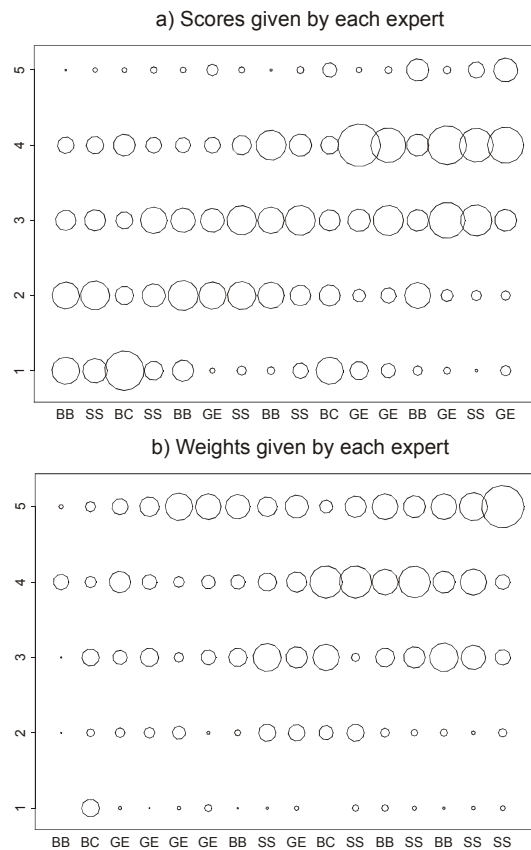 a) Scores given by each expert
5
4
3
2
1
BB SS BC SS BB GE SS BB SS BC GE GE BB GE SS GE
b) Weights given by each expert
5
4
3
2
1
BB BC GE GE GE GE BB SS GE BC SS BB SS BB SS SS